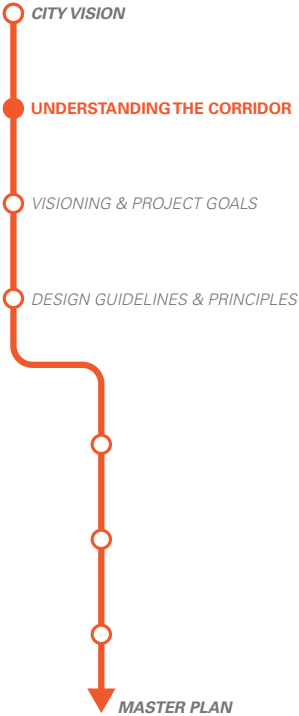 CITY VISION
UNDERSTANDING THE CORRIDOR
VISIONING & PROJECT GOALS
DESIGN GUIDELINES & PRINCIPLES
MASTER PLAN